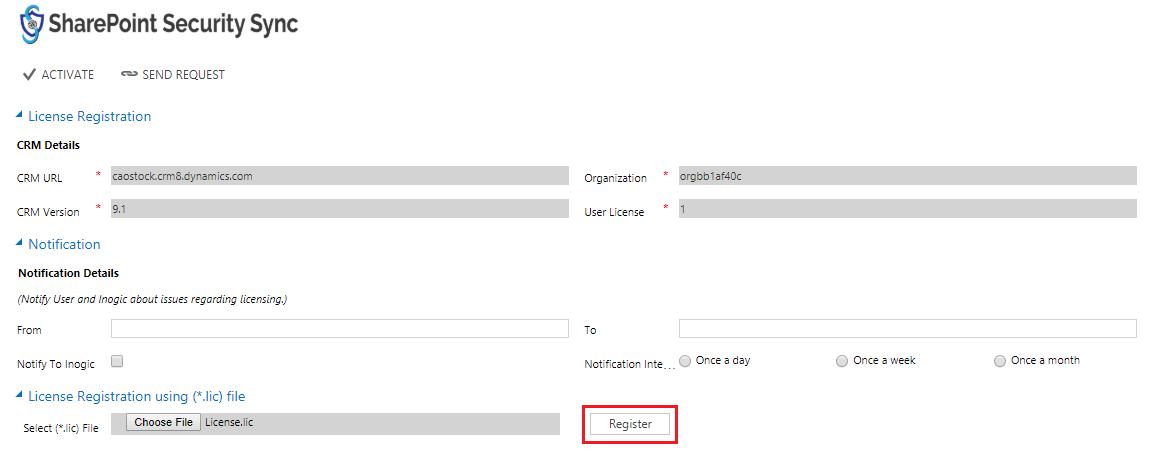 SharePoint Security Sync
ACTIVATE SEND REQUEST
License Registration
CRM Details
CRM URL * caostock.crm8.dynamics.com Organization * orgbb1af40c
CRM Version * 9.1 User License * 1
Notification
Notification Details
(Notify User and Inogic about issues regarding licensing.)
From To
Notify To Inogic Notification Inte... Once a day Once a week Once a month
License Registration using (*.lic) file
Select (*.lic) File Choose File License.lic Register